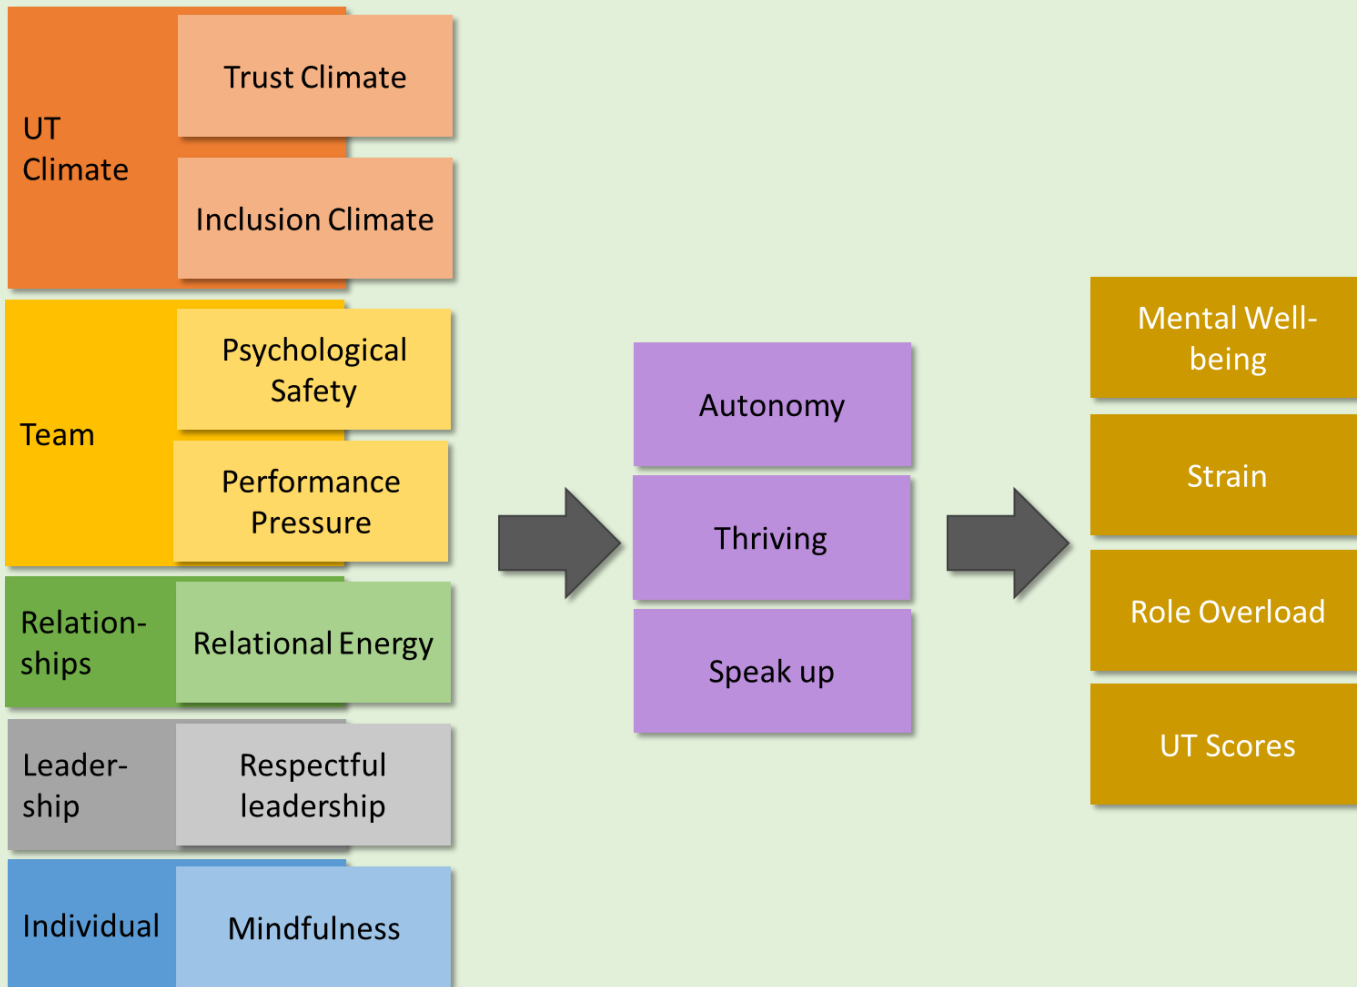 UT
Climate
Trust Climate
Inclusion Climate
Team
Psychological
Safety
Performance
Pressure
Relation-
ships
Relational Energy
Leader-
ship
Respectful
leadership
Individual
Mindfulness
Autonomy
Thriving
Speak up
Mental Well-
being
Strain
Role Overload
UT Scores